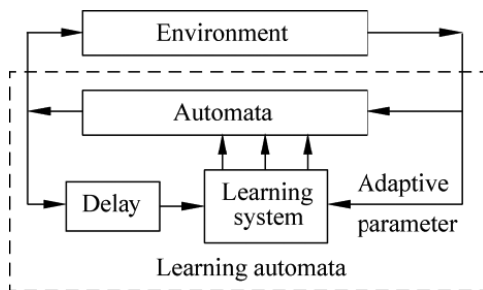 Environment
Automata
Delay
Learning
system
Adaptive
parameter
Learning automata